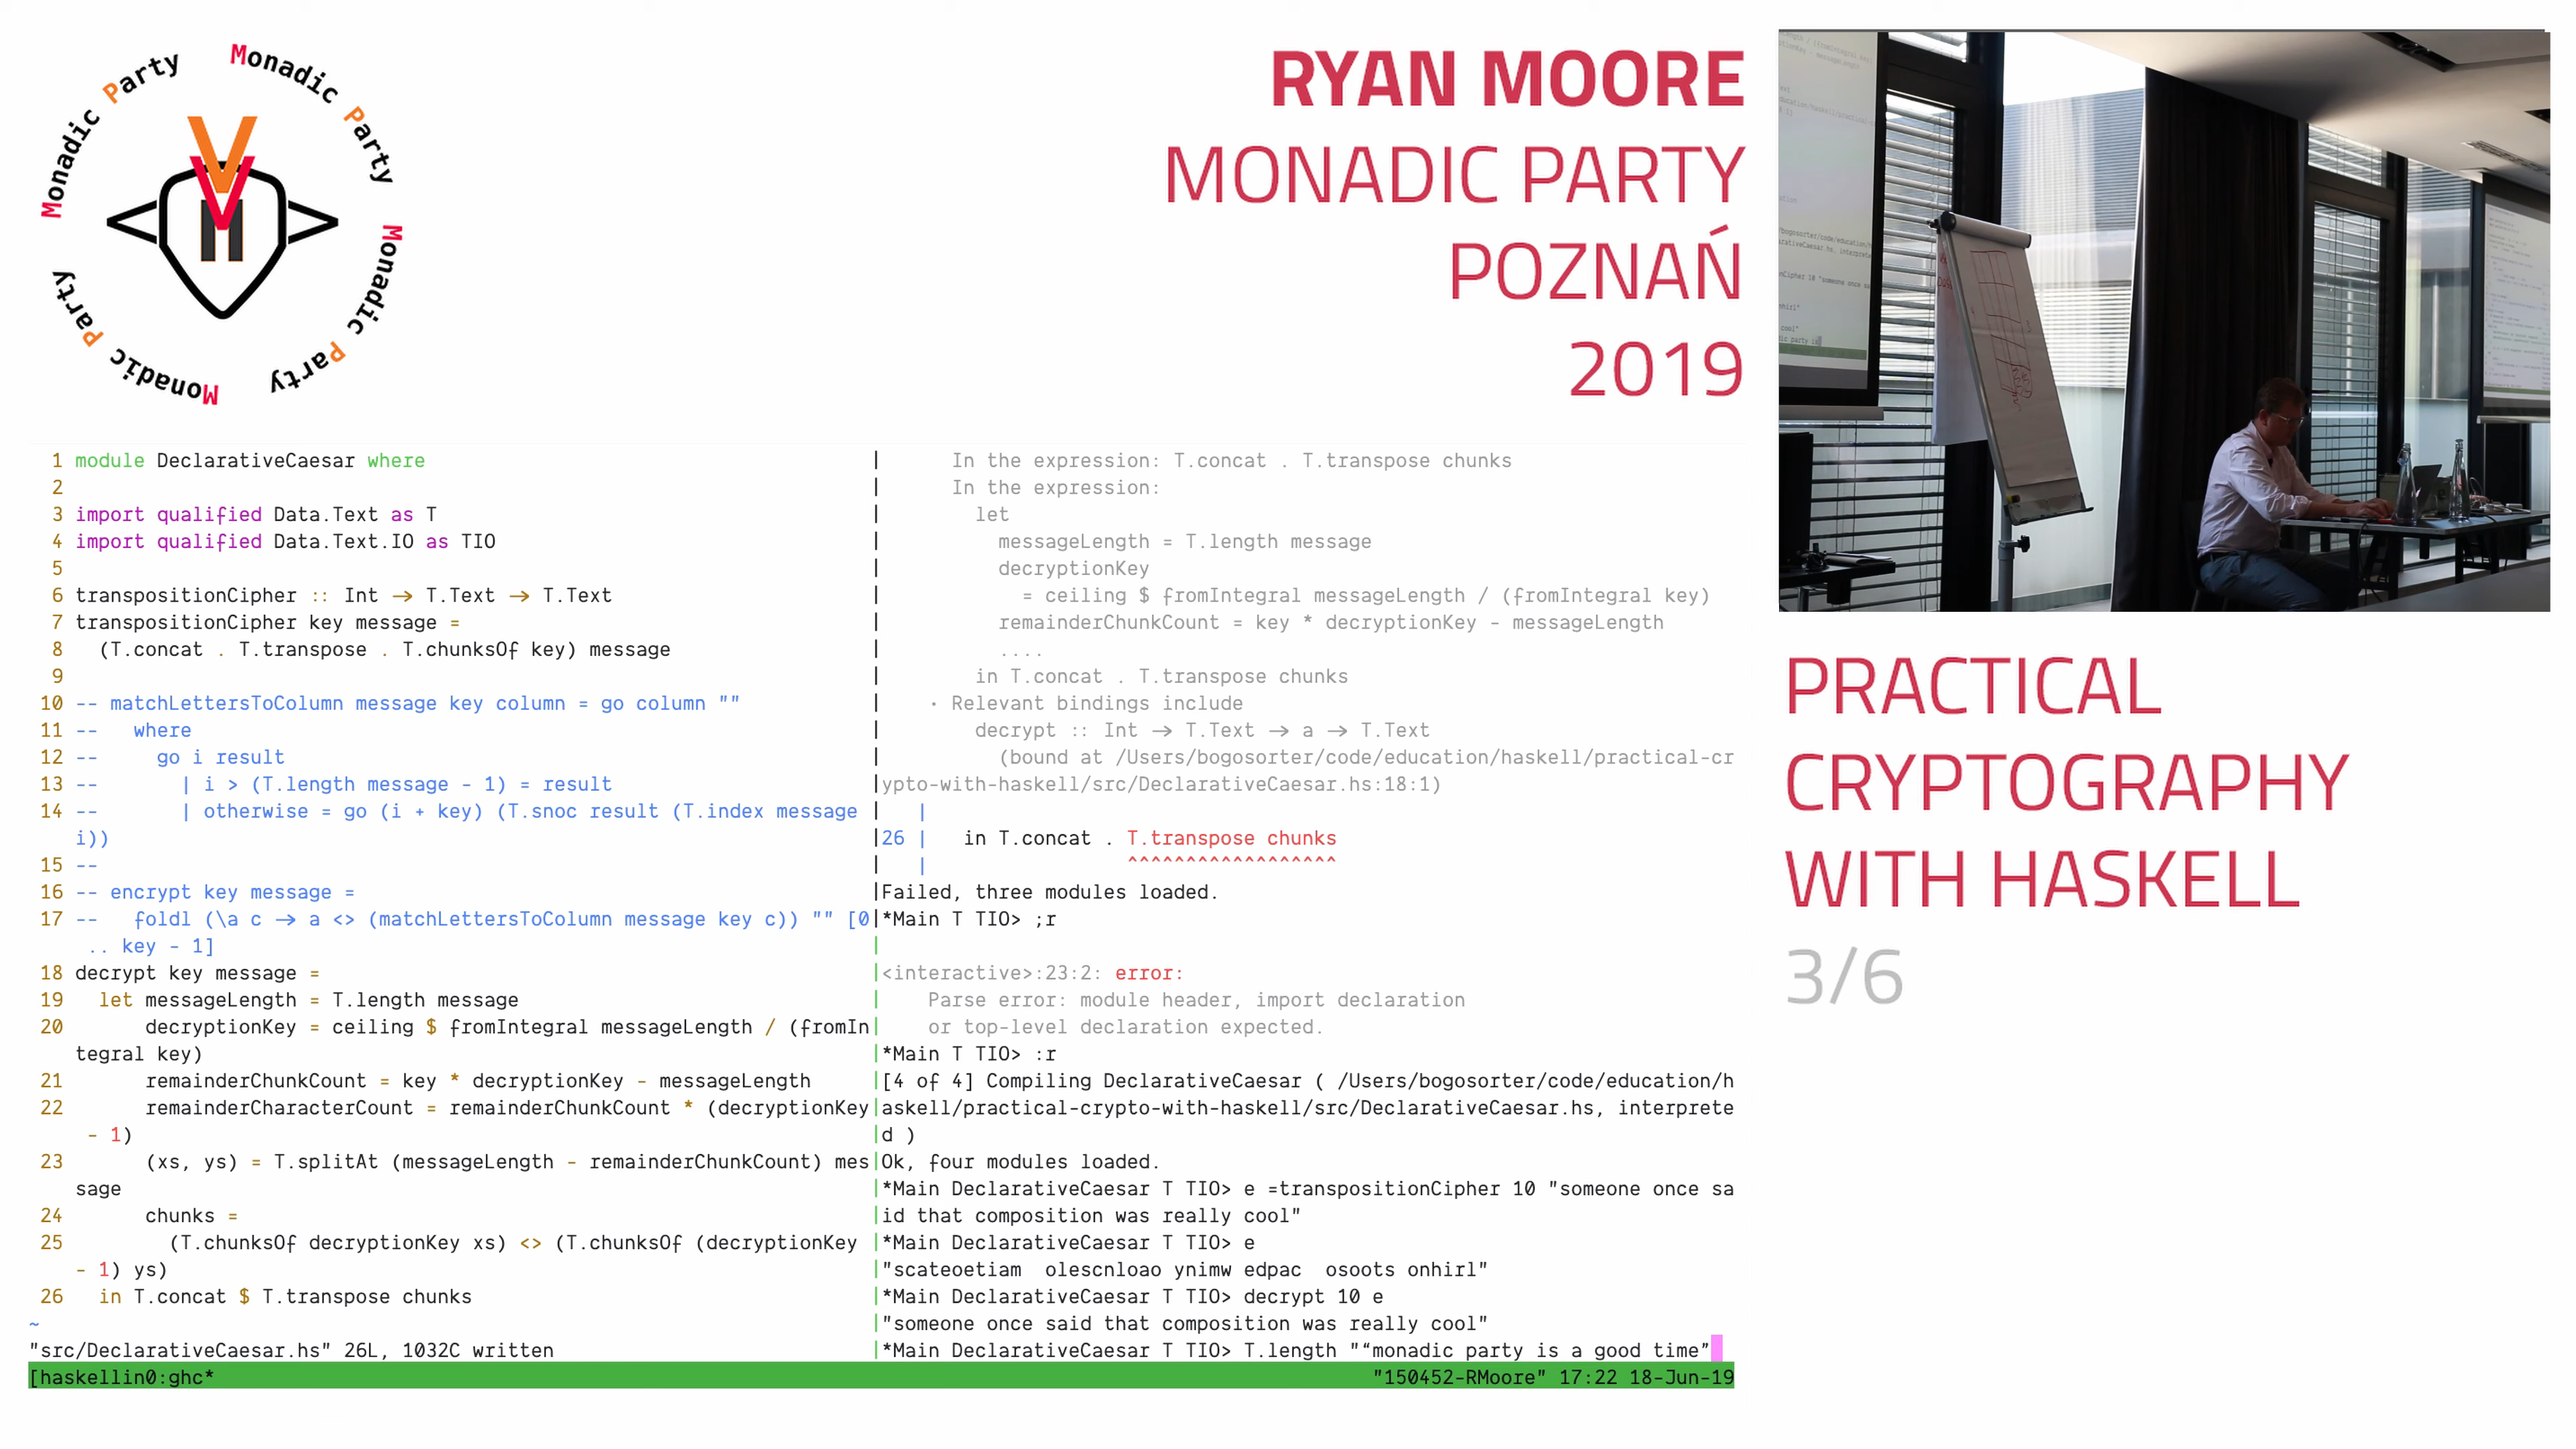 Monadic Party Monadic Party Monadic Party Monadic Party
RYAN MOORE
MONADIC PARTY
POZNAŃ
2019
1 module DeclarativeCaesar where
2
3 import qualified Data.Text as T
4 import qualified Data.Text.IO as TIO
5
6 transpositionCipher :: Int → T.Text → T.Text
7 transpositionCipher key message =
8   (T.concat . T.transpose . T.chunksOf key) message
9
10 -- matchLettersToColumn message key column = go column ""
11 --   where
12 --     go i result
13 --       | i > (T.length message - 1) = result
14 --       | otherwise = go (i + key) (T.snoc result (T.index message
i))
15 --
16 -- encrypt key message =
17 --   foldl (\a c → a <> (matchLettersToColumn message key c)) "" [0
.. key - 1]
18 decrypt key message =
19   let messageLength = T.length message
20       decryptionKey = ceiling $ fromIntegral messageLength / (fromIn
tegral key)
21       remainderChunkCount = key * decryptionKey - messageLength
22       remainderCharacterCount = remainderChunkCount * (decryptionKey
- 1)
23       (xs, ys) = T.splitAt (messageLength - remainderChunkCount) mes
sage
24       chunks =
25         (T.chunksOf decryptionKey xs) <> (T.chunksOf (decryptionKey
- 1) ys)
26   in T.concat $ T.transpose chunks
~
"src/DeclarativeCaesar.hs" 26L, 1032C written
In the expression: T.concat . T.transpose chunks
In the expression:
let
messageLength = T.length message
decryptionKey
= ceiling $ fromIntegral messageLength / (fromIntegral key)
remainderChunkCount = key * decryptionKey - messageLength
....
in T.concat . T.transpose chunks
• Relevant bindings include
decrypt :: Int → T.Text → a → T.Text
(bound at /Users/bogosorter/code/education/haskell/practical-cr
ypto-with-haskell/src/DeclarativeCaesar.hs:18:1)
|
26 |   in T.concat . T.transpose chunks
|                 ^^^^^^^^^^^^^^^^^^
Failed, three modules loaded.
*Main T TIO> ;r
<interactive>:23:2: error:
Parse error: module header, import declaration
or top-level declaration expected.
*Main T TIO> :r
[4 of 4] Compiling DeclarativeCaesar ( /Users/bogosorter/code/education/h
askell/practical-crypto-with-haskell/src/DeclarativeCaesar.hs, interprete
d )
Ok, four modules loaded.
*Main DeclarativeCaesar T TIO> e =transpositionCipher 10 "someone once sa
id that composition was really cool"
*Main DeclarativeCaesar T TIO> e
"scateoetiam  olescnloao ynimw edpac  osoots onhirl"
*Main DeclarativeCaesar T TIO> decrypt 10 e
"someone once said that composition was really cool"
*Main DeclarativeCaesar T TIO> T.length "“monadic party is a good time”
[haskellin0:ghc* "150452-RMoore" 17:22 18-Jun-19
PRACTICAL
CRYPTOGRAPHY
WITH HASKELL
3/6